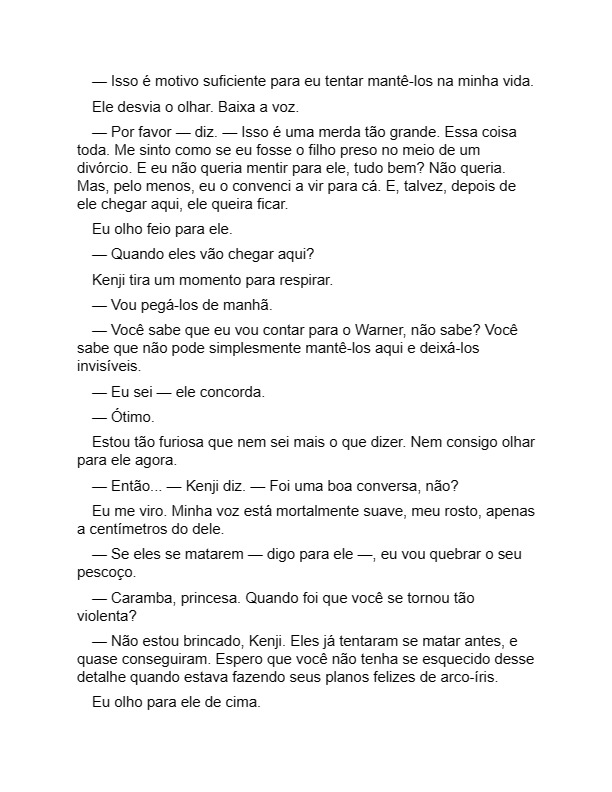 — Isso é motivo suficiente para eu tentar mantê-los na minha vida.
Ele desvia o olhar. Baixa a voz.
— Por favor — diz. — Isso é uma merda tão grande. Essa coisa
toda. Me sinto como se eu fosse o filho preso no meio de um
divórcio. E eu não queria mentir para ele, tudo bem? Não queria.
Mas, pelo menos, eu o convenci a vir para cá. E, talvez, depois de
ele chegar aqui, ele queira ficar.
Eu olho feio para ele.
— Quando eles vão chegar aqui?
Kenji tira um momento para respirar.
— Vou pegá-los de manhã.
— Você sabe que eu vou contar para o Warner, não sabe? Você
sabe que não pode simplesmente mantê-los aqui e deixá-los
invisíveis.
— Eu sei — ele concorda.
— Ótimo.
Estou tão furiosa que nem sei mais o que dizer. Nem consigo olhar
para ele agora.
— Então... — Kenji diz. — Foi uma boa conversa, não?
Eu me viro. Minha voz está mortalmente suave, meu rosto, apenas
a centímetros do dele.
— Se eles se matarem — digo para ele —, eu vou quebrar o seu
pescoço.
— Caramba, princesa. Quando foi que você se tornou tão
violenta?
— Não estou brincado, Kenji. Eles já tentaram se matar antes, e
quase conseguiram. Espero que você não tenha se esquecido desse
detalhe quando estava fazendo seus planos felizes de arco-íris.
Eu olho para ele de cima.